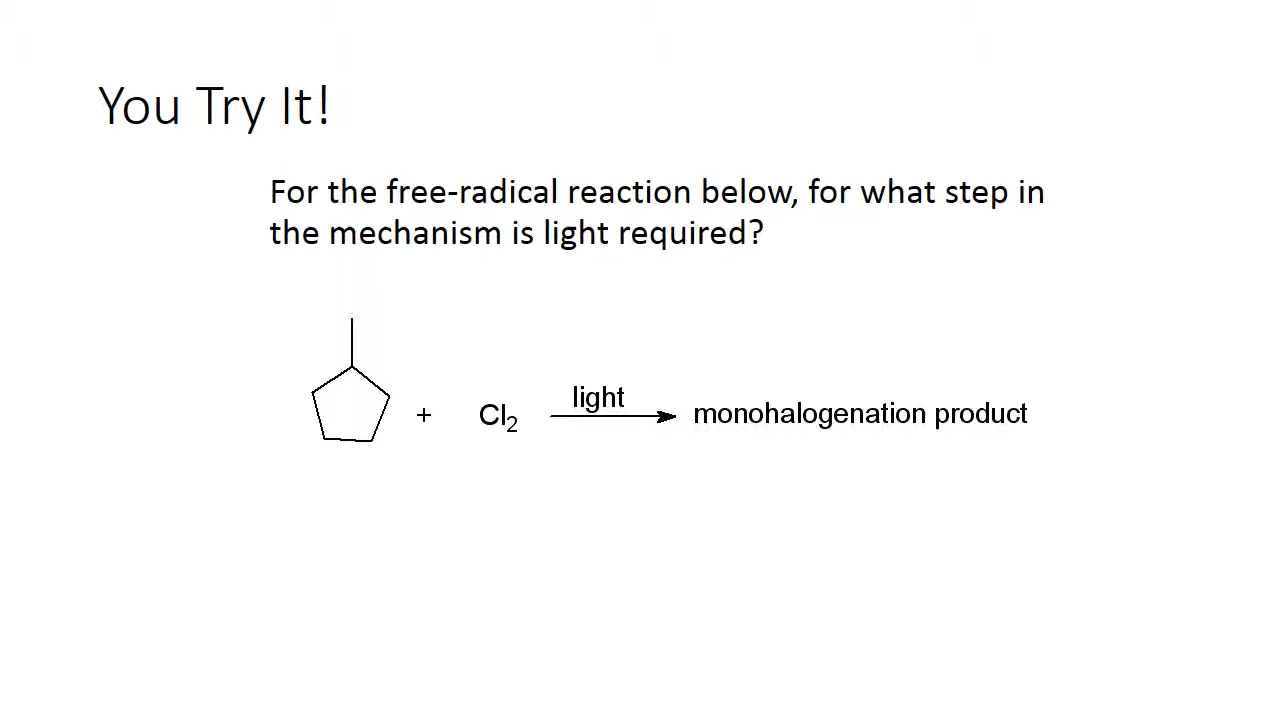 You Try It!
For the free-radical reaction below, for what step in
the mechanism is light required?
light
+ Cl₂ monohalogenation product